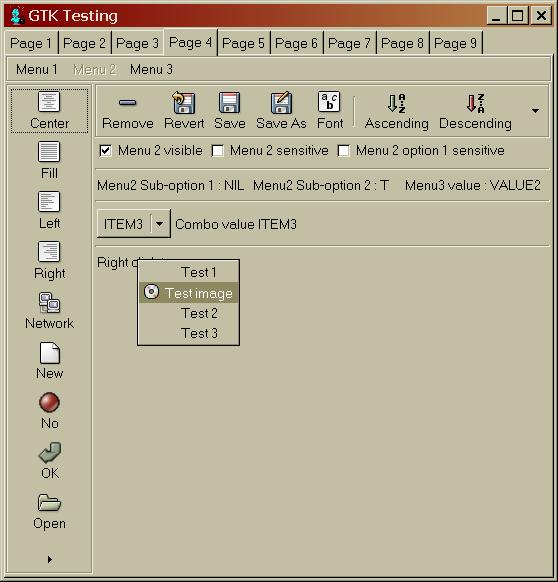 GTK Testing
Page 1 Page 2 Page 3 Page 4 Page 5 Page 6 Page 7 Page 8 Page 9
Menu 1 Menu 2 Menu 3
Center
Fill
Left
Right
Network
New
No
OK
Open
Remove Revert Save Save As Font Ascending Descending
Menu 2 visible Menu 2 sensitive Menu 2 option 1 sensitive
Menu2 Sub-option 1 : NIL Menu2 Sub-option 2 : T Menu3 value : VALUE2
ITEM3 Combo value ITEM3
Right
Test 1
Test image
Test 2
Test 3